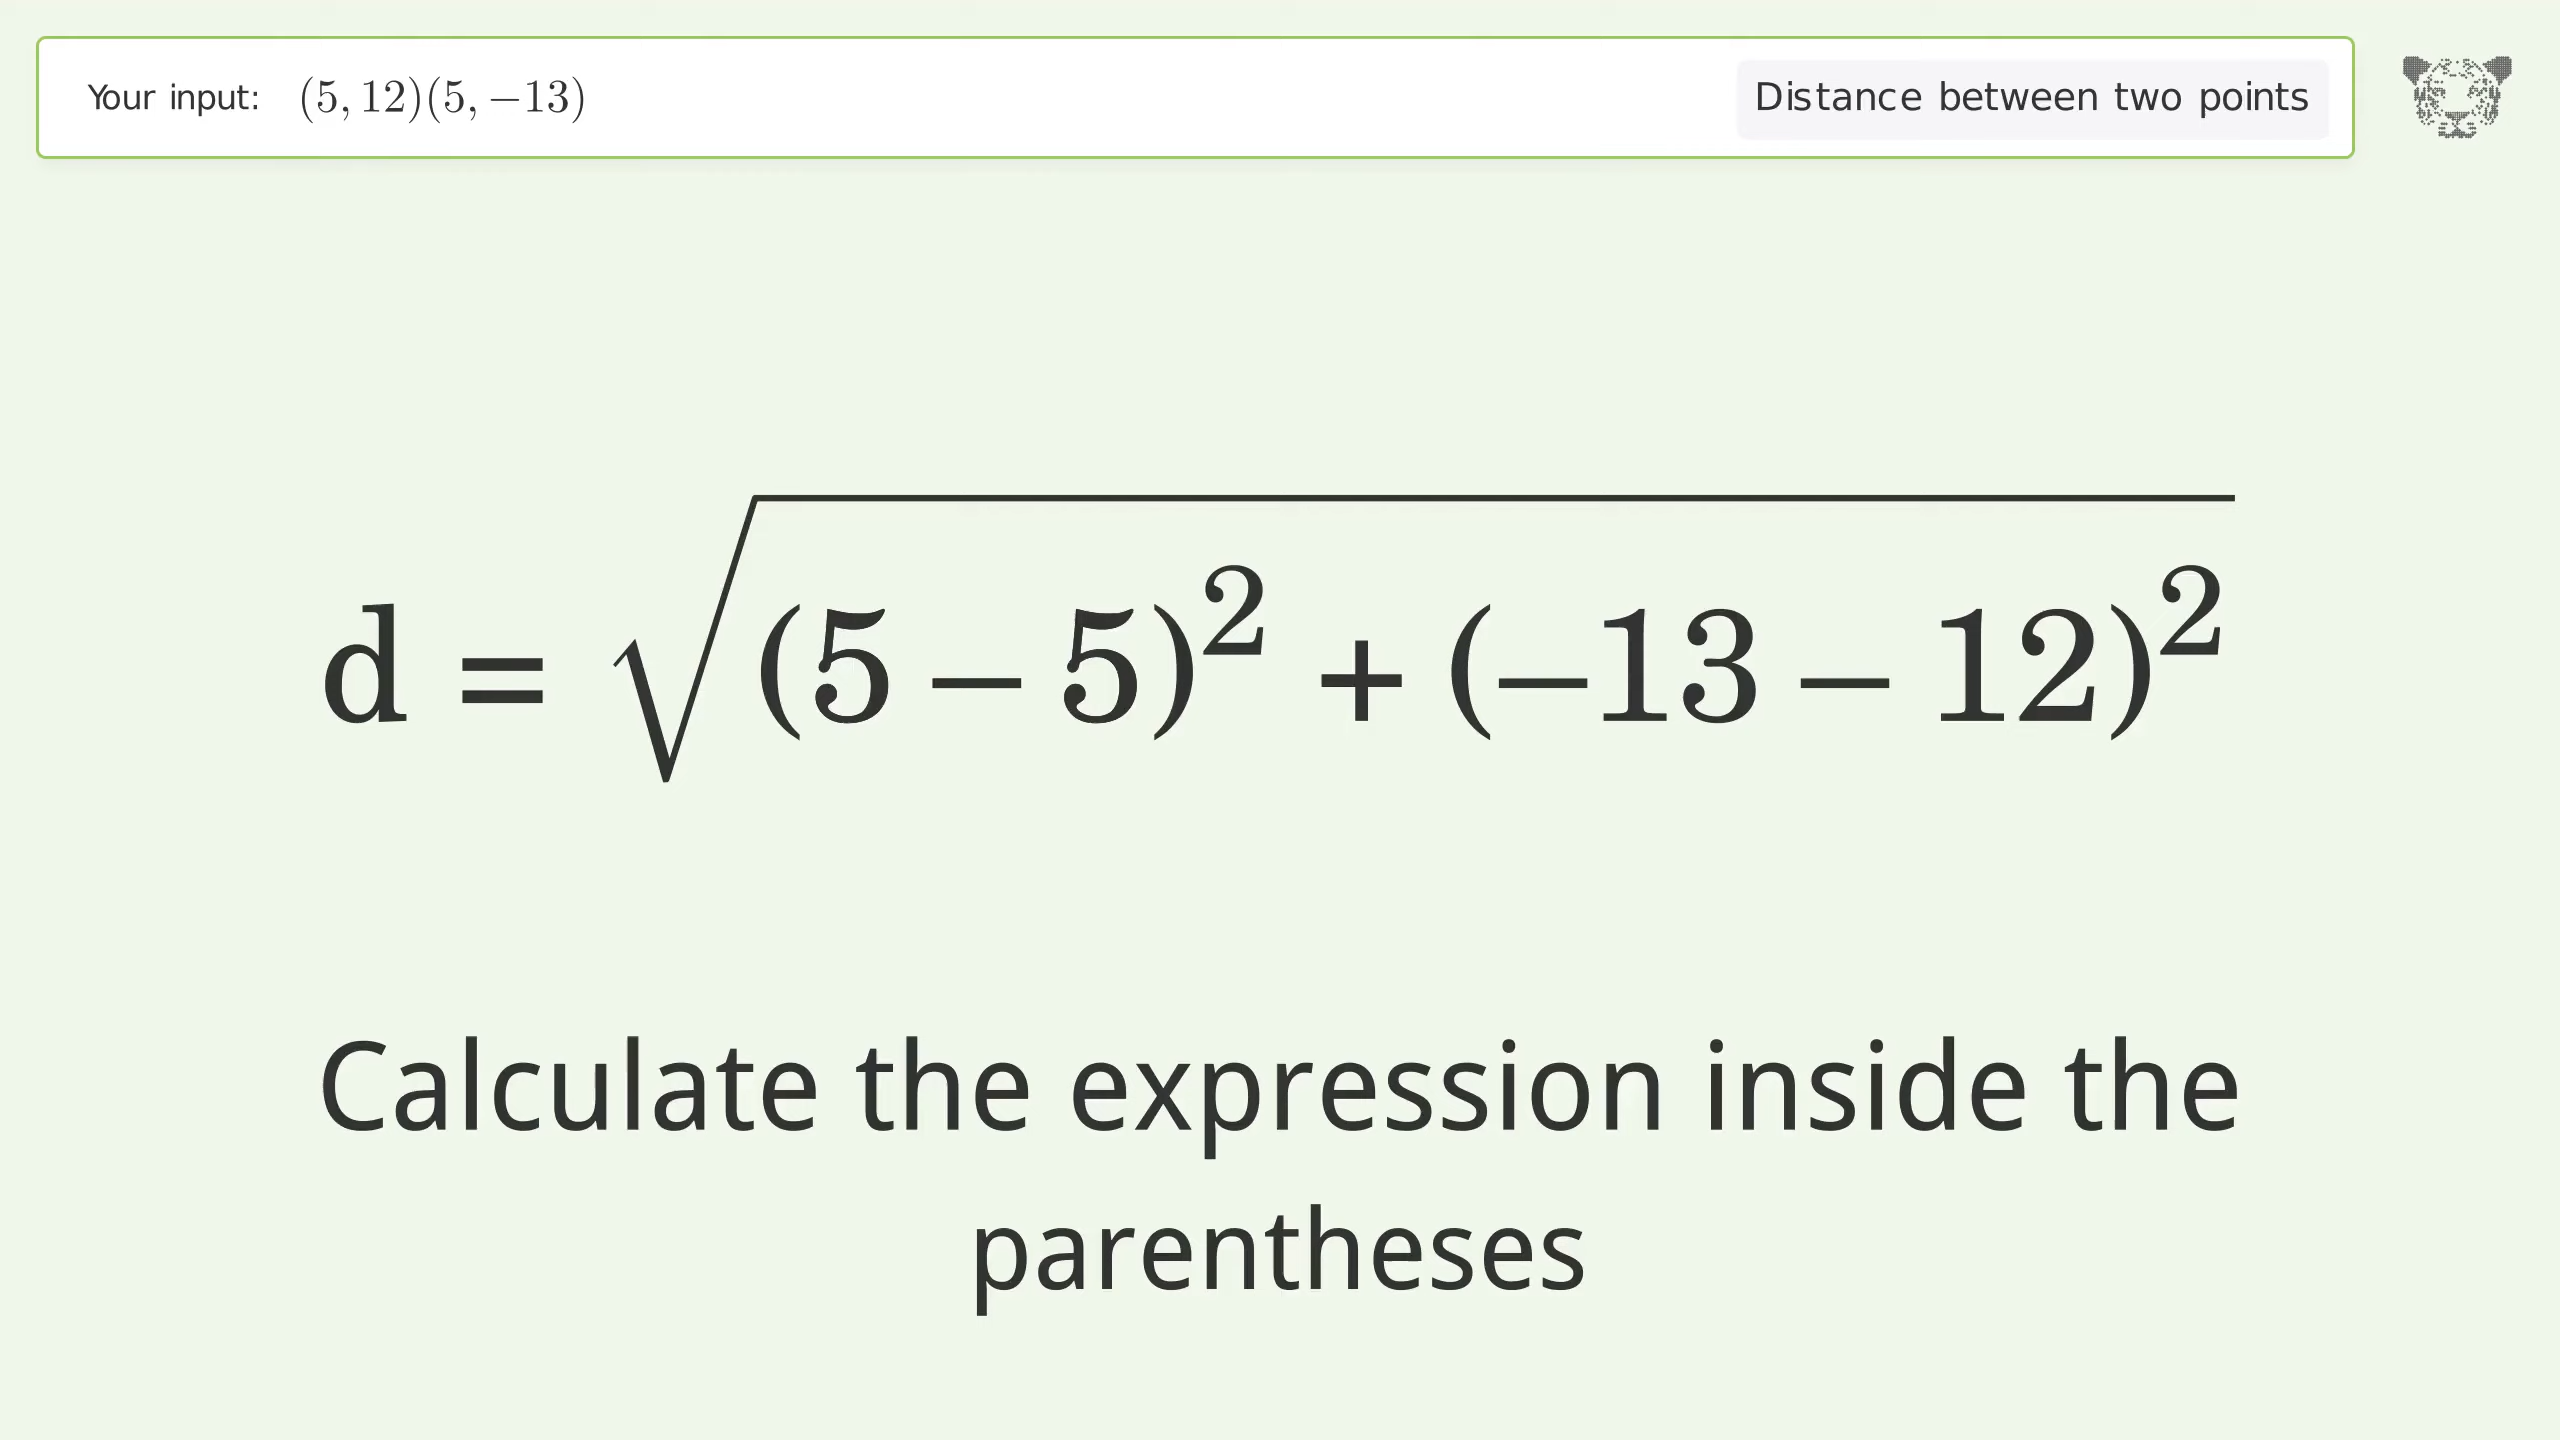 Your input: (5, 12)(5, −13)
Distance between two points
d = √(5 − 5)² + (−13 − 12)²
Calculate the expression inside the
parentheses